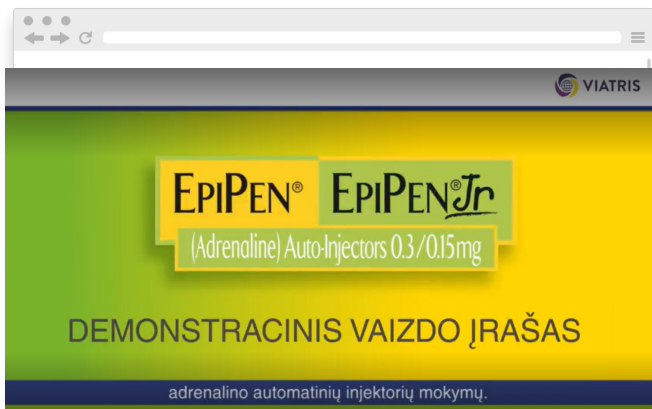 VIATRIS
EPIPEN® EPIPEN®Jr
(Adrenaline) Auto-Injectors 0.3/0.15mg
DEMONSTRACINIS VAIZDO ĮRAŠAS
adrenalino automatinių injektorių mokymų.